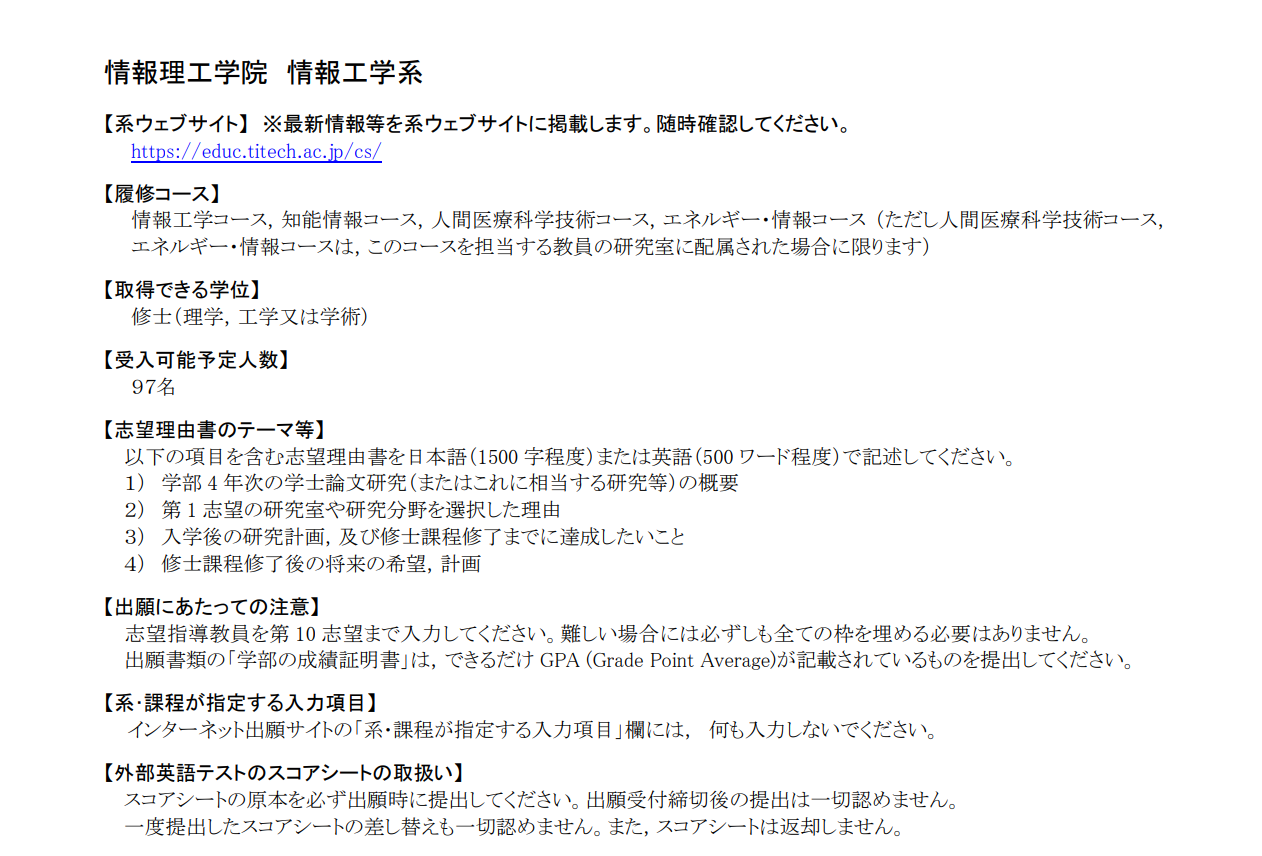 情報理工学院　情報工学系
【系ウェブサイト】 ※最新情報等を系ウェブサイトに掲載します。随時確認してください。
https://educ.titech.ac.jp/cs/
【履修コース】
情報工学コース，知能情報コース，人間医療科学技術コース，エネルギー・情報コース （ただし人間医療科学技術コース，
エネルギー・情報コースは，このコースを担当する教員の研究室に配属された場合に限ります）
【取得できる学位】
修士（理学，工学又は学術）
【受入可能予定人数】
９７名
【志望理由書のテーマ等】
以下の項目を含む志望理由書を日本語（1500 字程度）または英語（500 ワード程度）で記述してください。
１） 学部 4 年次の学士論文研究（またはこれに相当する研究等）の概要
２） 第 1 志望の研究室や研究分野を選択した理由
３） 入学後の研究計画，及び修士課程修了までに達成したいこと
４） 修士課程修了後の将来の希望，計画
【出願にあたっての注意】
志望指導教員を第 10 志望まで入力してください。難しい場合には必ずしも全ての枠を埋める必要はありません。
出願書類の「学部の成績証明書」は，できるだけ GPA (Grade Point Average)が記載されているものを提出してください。
【系・課程が指定する入力項目】
インターネット出願サイトの「系・課程が指定する入力項目」欄には， 何も入力しないでください。
【外部英語テストのスコアシートの取扱い】
スコアシートの原本を必ず出願時に提出してください。出願受付締切後の提出は一切認めません。
一度提出したスコアシートの差し替えも一切認めません。また，スコアシートは返却しません。